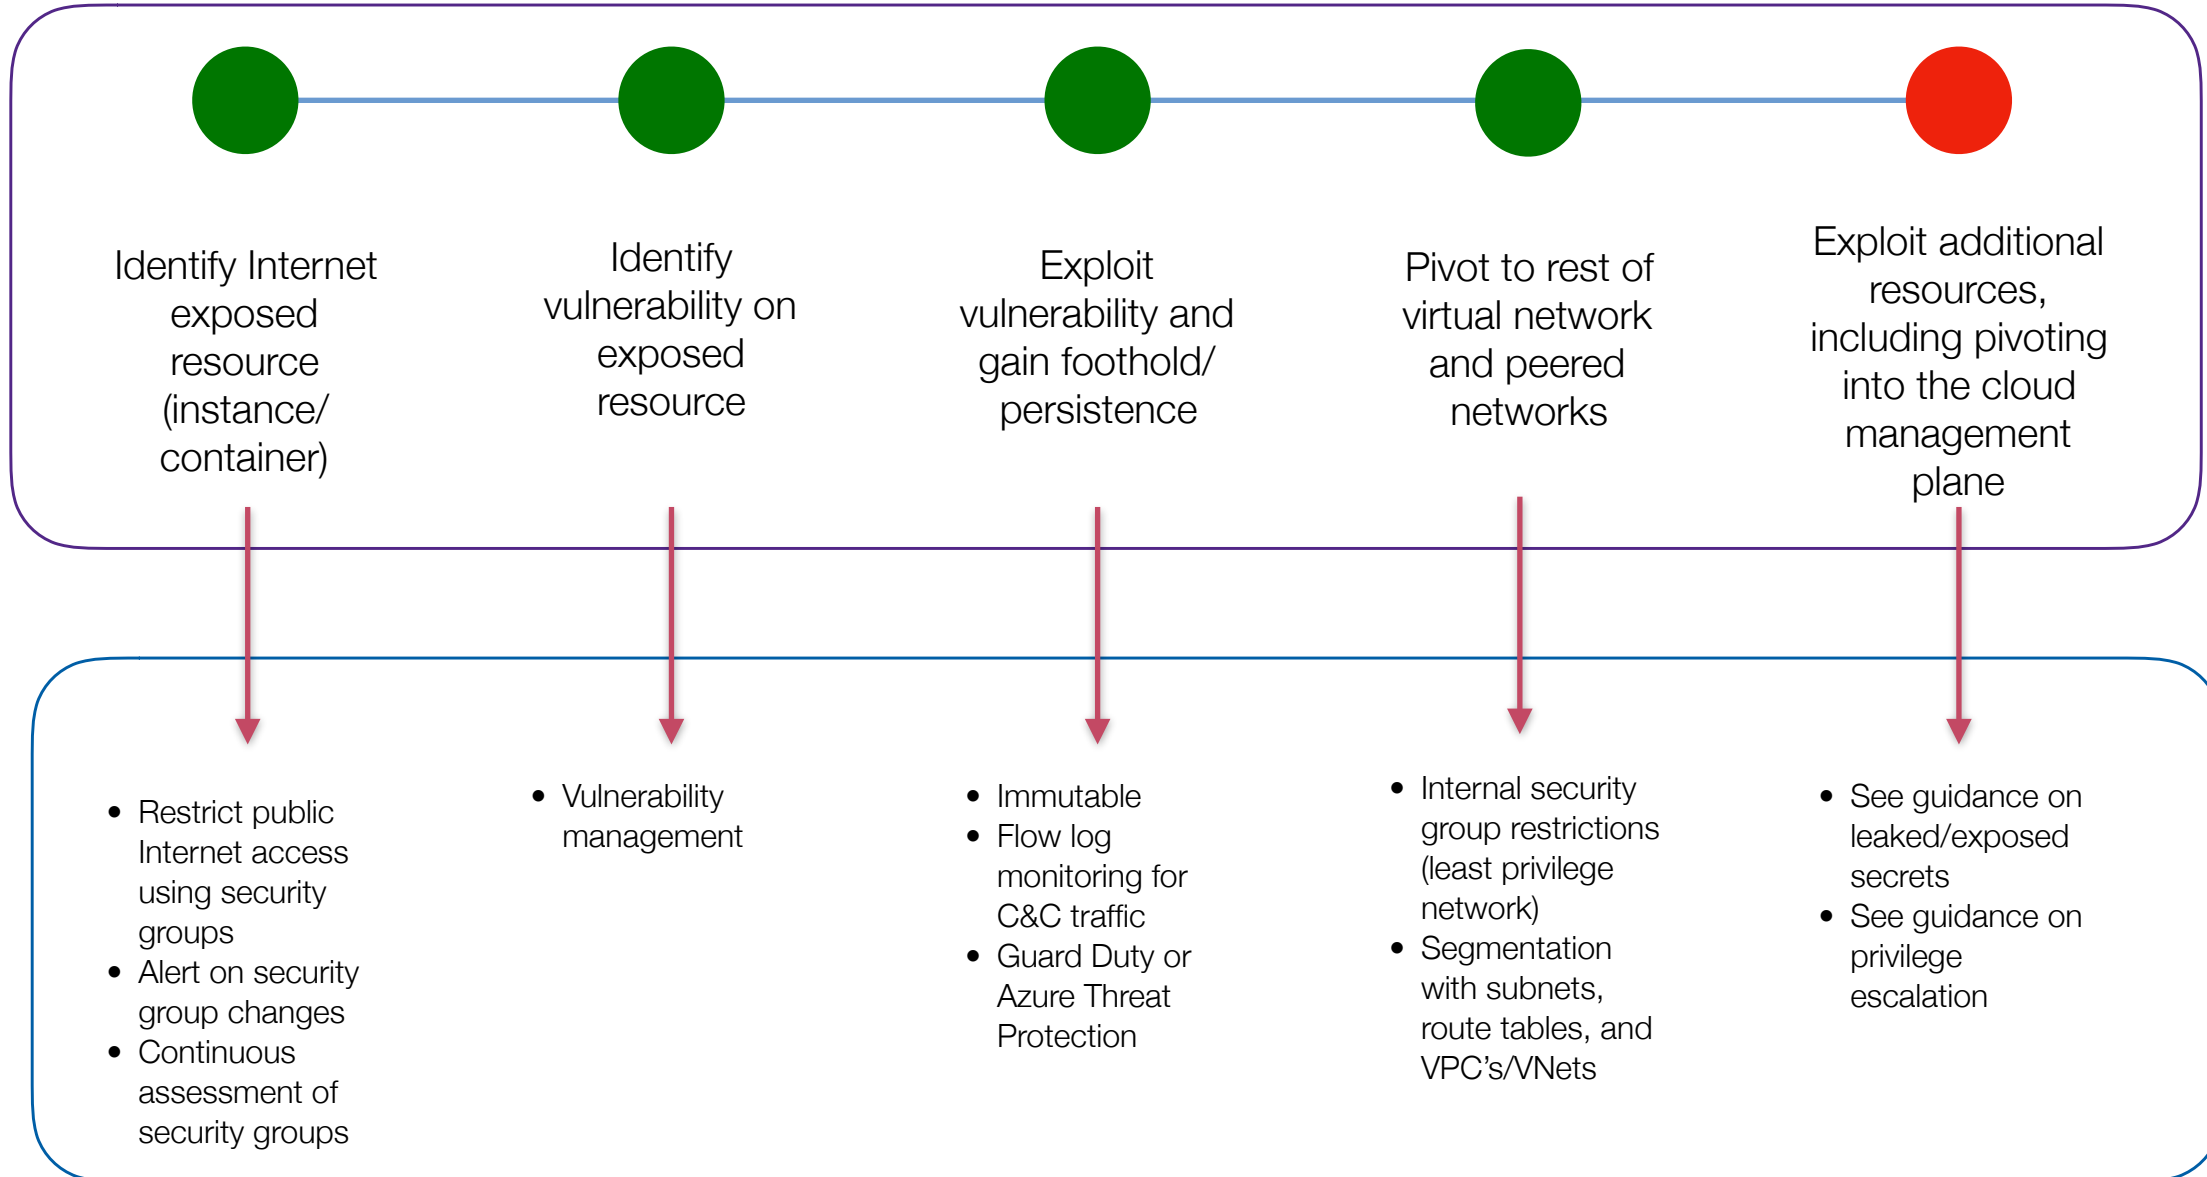 Identify Internet
exposed
resource
(instance/
container)
Identify
vulnerability on
exposed
resource
Exploit
vulnerability and
gain foothold/
persistence
Pivot to rest of
virtual network
and peered
networks
Exploit additional
resources,
including pivoting
into the cloud
management
plane
• Restrict public
Internet access
using security
groups
• Alert on security
group changes
• Continuous
assessment of
security groups
• Vulnerability
management
• Immutable
• Flow log
monitoring for
C&C traffic
• Guard Duty or
Azure Threat
Protection
• Internal security
group restrictions
(least privilege
network)
• Segmentation
with subnets,
route tables, and
VPC’s/VNets
• See guidance on
leaked/exposed
secrets
• See guidance on
privilege
escalation